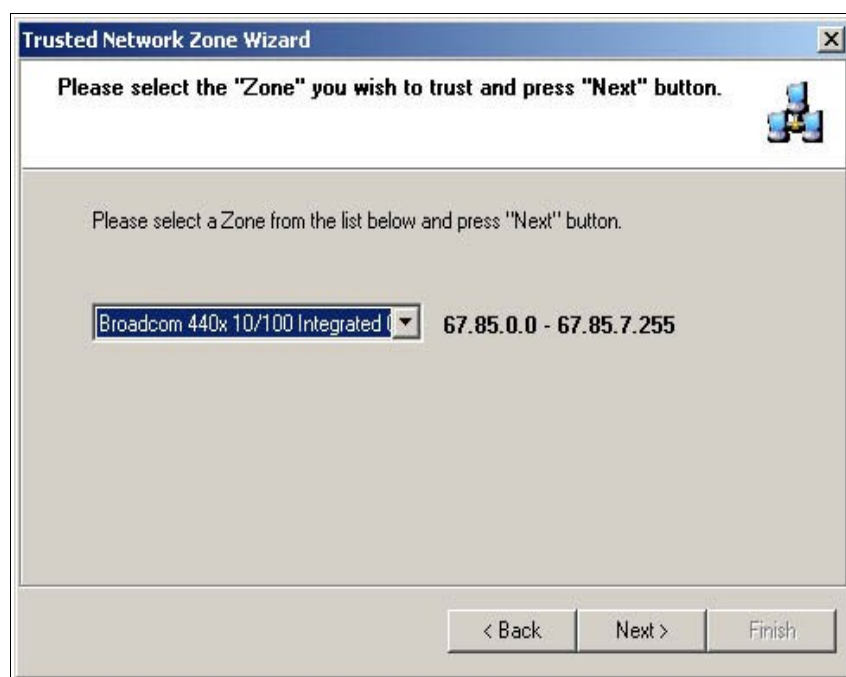 Trusted Network Zone Wizard
Please select the "Zone" you wish to trust and press "Next" button.
Please select a Zone from the list below and press "Next" button.
Broadcom 440x 10/100 Integrated
67.85.0.0 - 67.85.7.255
< Back
Next >
Finish